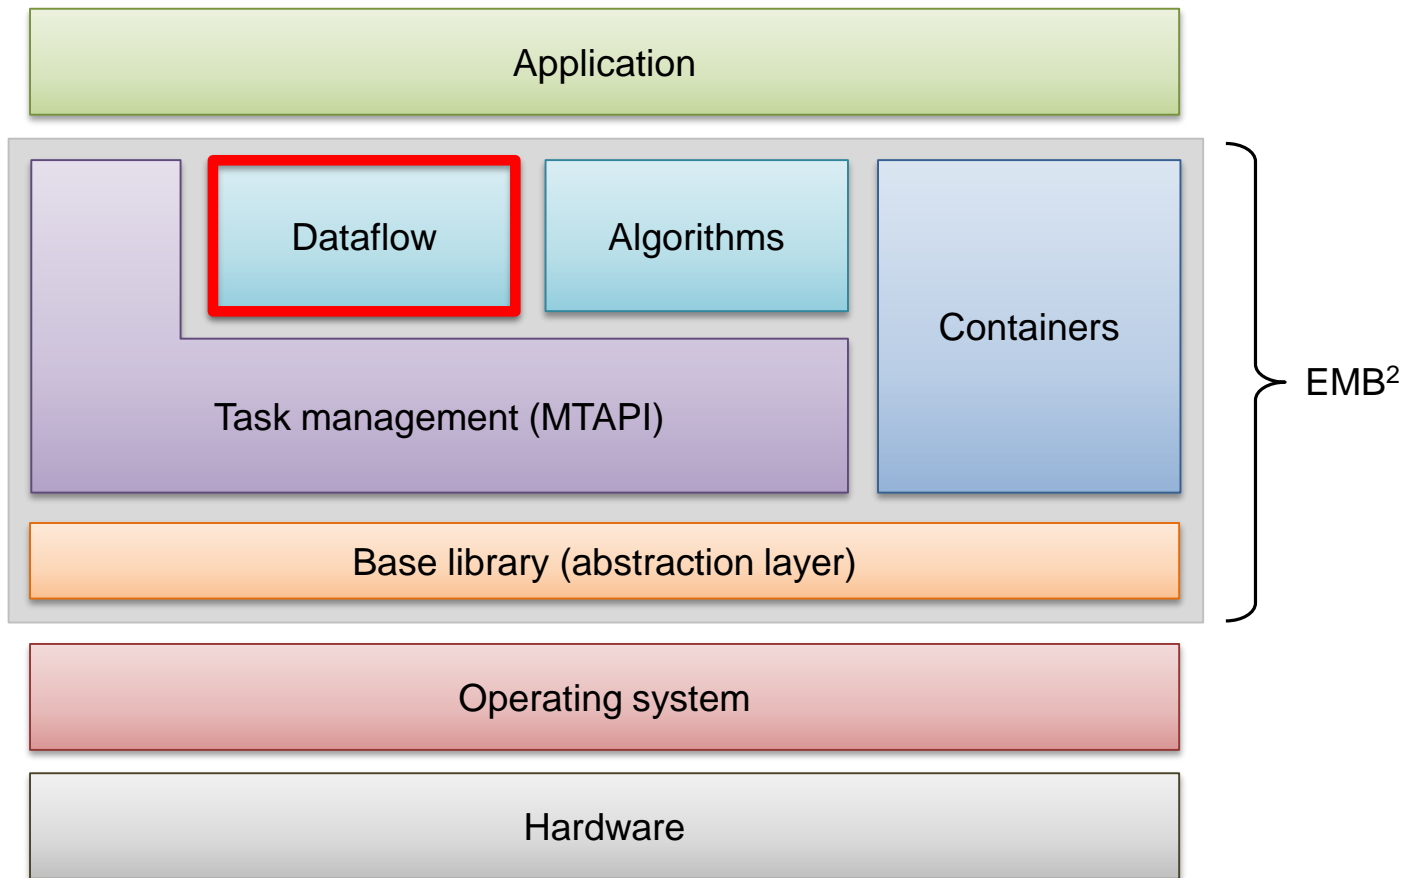 Application
Dataflow
Algorithms
Containers
EMB²
Task management (MTAPI)
Base library (abstraction layer)
Operating system
Hardware